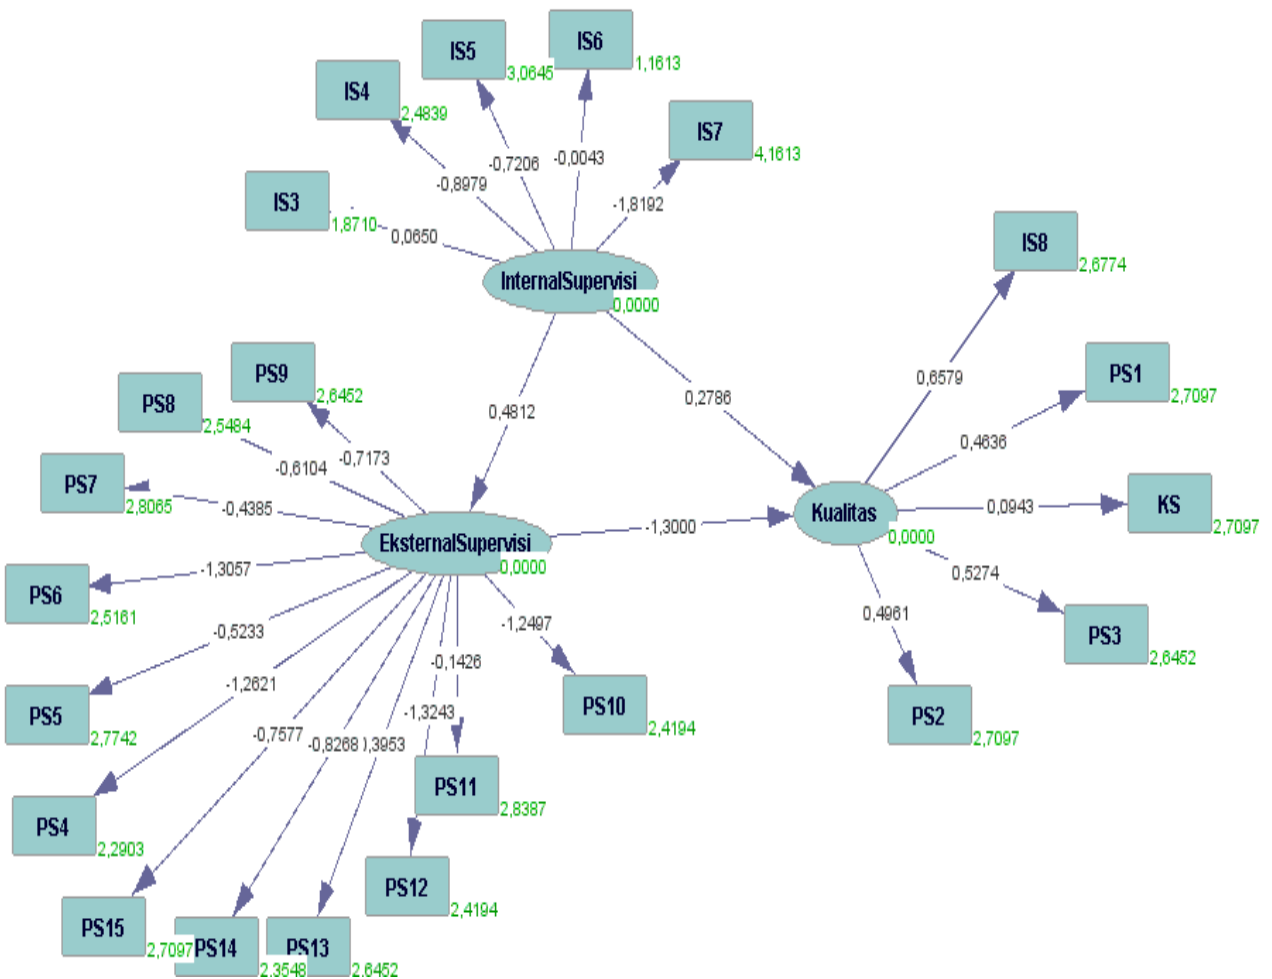 IS6
1,1613
IS5
3,0645
IS4
2,4839
IS7
4,1613
-0,7206
-0,0043
-0,8979
-1,8192
IS3
1,8710
0,0650
InternalSupervisi
0,0000
IS8
2,6774
PS9
2,6452
PS8
2,5484
PS1
2,7097
0,6579
0,2786
0,4812
0,4636
-0,7173
-0,6104
PS7
2,8065
-0,4385
KS
2,7097
0,0943
Kualitas
0,0000
-1,3000
EksternalSupervisi
0,0000
-1,3057
PS6
2,5161
0,5274
0,4961
PS3
2,6452
-0,5233
-1,2497
-0,1426
-1,2621
PS5
2,7742
PS10
2,4194
PS2
2,7097
-1,3243
-0,7577
-0,8268
,3953
PS11
2,8387
PS4
2,2903
PS12
2,4194
PS15
2,7097
PS14
2,3548
PS13
2,6452